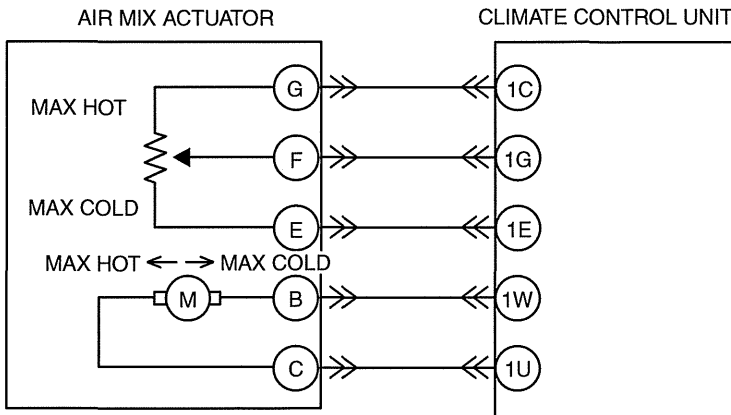 AIR MIX ACTUATOR
CLIMATE CONTROL UNIT
G
1C
MAX HOT
F
1G
MAX COLD
E
1E
MAX HOT
MAX COLD
M
B
1W
C
1U